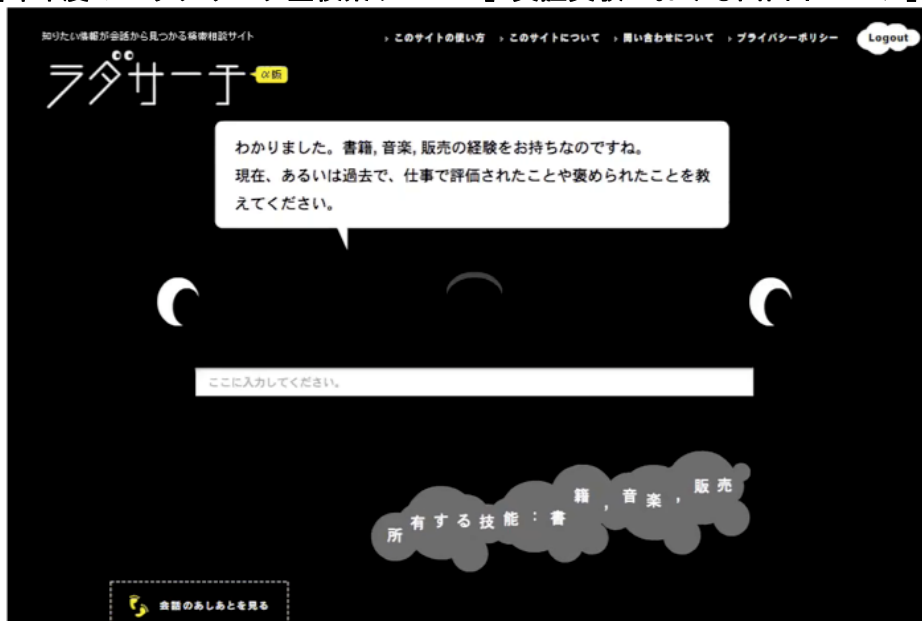 知りたい情報が会話から見つかる検索相談サイト
› このサイトの使い方 › このサイトについて ›問い合わせについて › プライバシーポリシー
Logout
ラダサーチ
α版
わかりました。書籍, 音楽, 販売の経験をお持ちなのですね。
現在、あるいは過去で、仕事で評価されたことや褒められたことを教
えてください。
ここに入力してください。
所有する技能：書籍, 音楽, 販売
会話のあしあとを見る